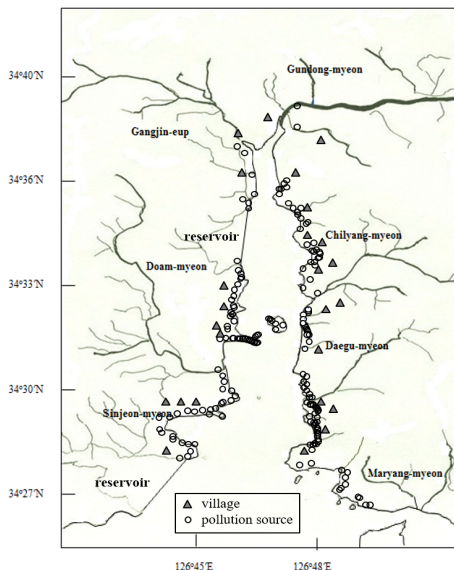 34°40'N
Gundong-myeon
Gangjin-eup
34°36'N
reservoir
Chilyang-myeon
Doam-myeon
34°33'N
Daegu-myeon
34°30'N
Sinjeon-myeon
Maryang-myeon
reservoir
34°27'N
village
pollution source
126°45'E
126°48'E